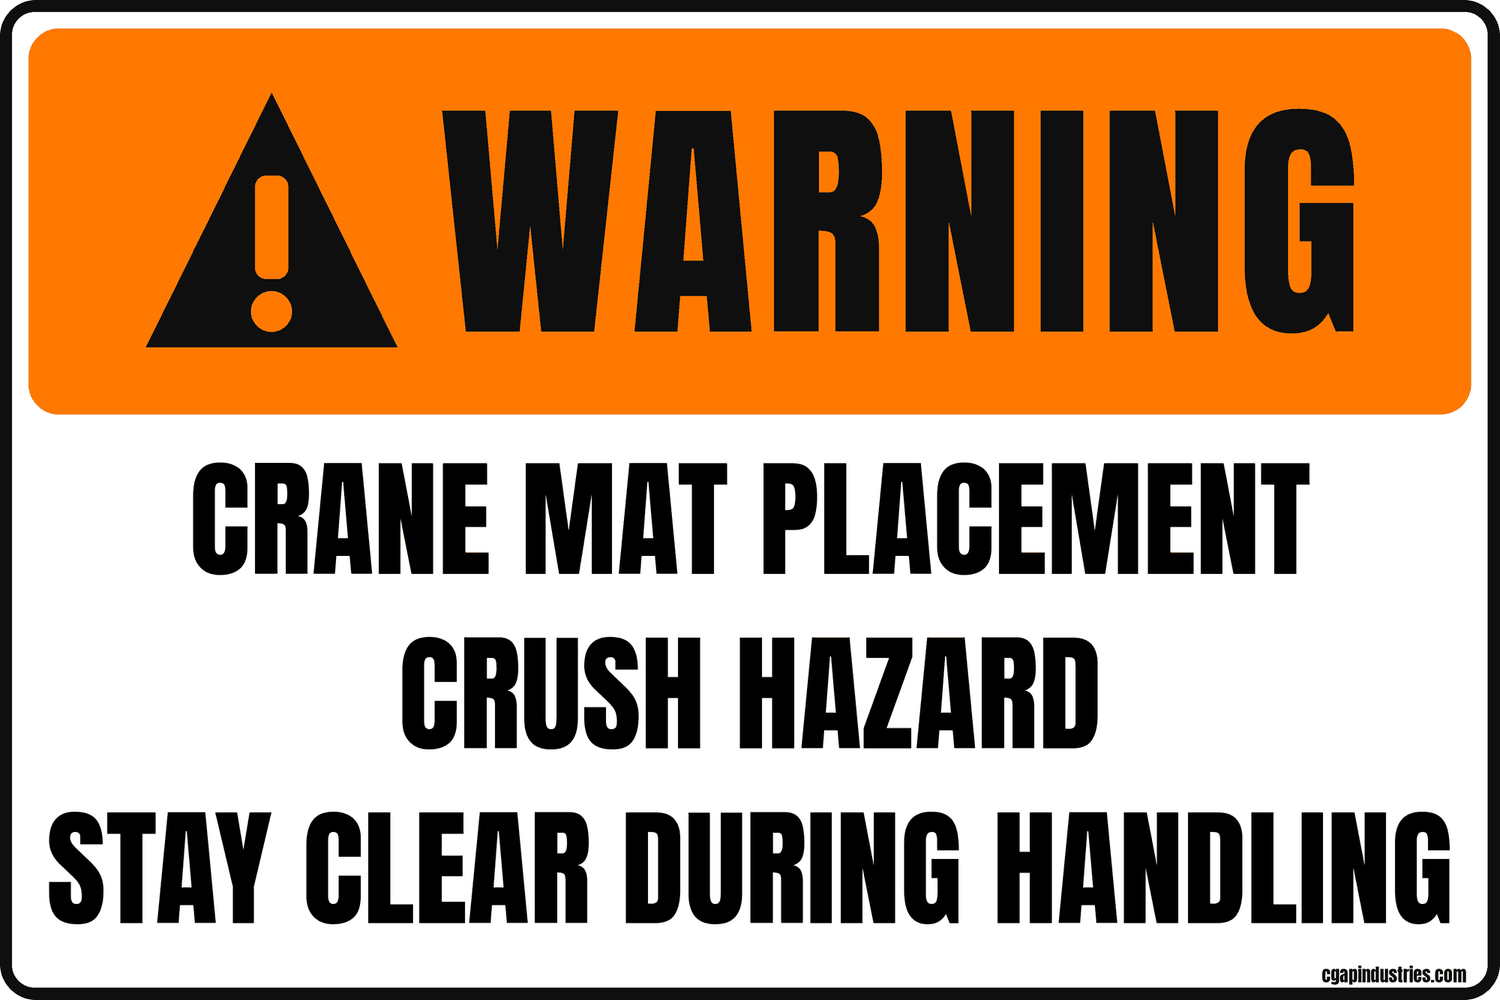 WARNING
CRANE MAT PLACEMENT
CRUSH HAZARD
STAY CLEAR DURING HANDLING
cgapindustries.com